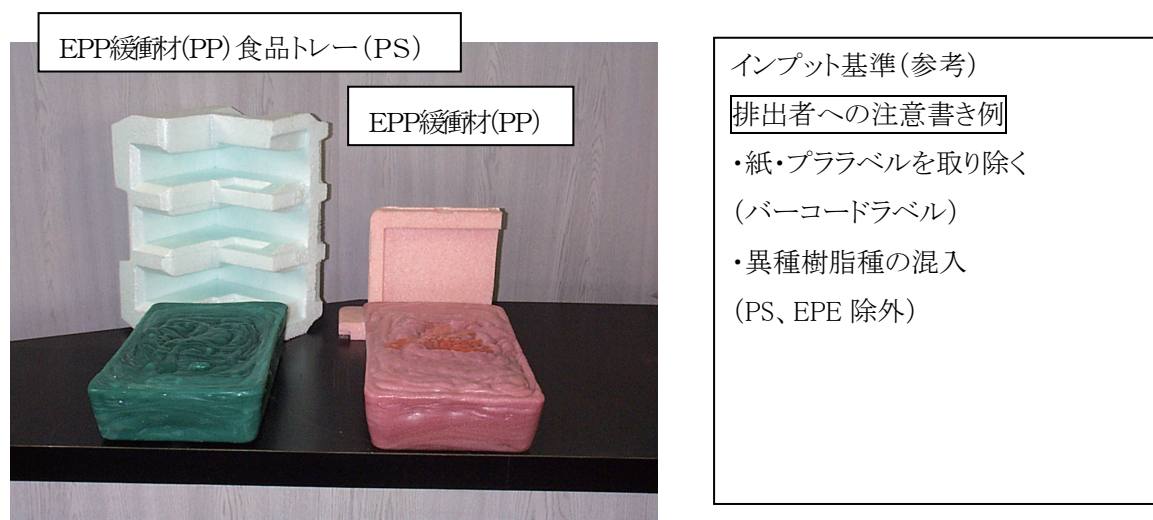 EPP緩衝材(PP) 食品トレー(PS)
EPP緩衝材(PP)
インプット基準(参考)
排出者への注意書き例
・紙・プララベルを取り除く
(バーコードラベル)
・異種樹脂種の混入
(PS、EPE 除外)